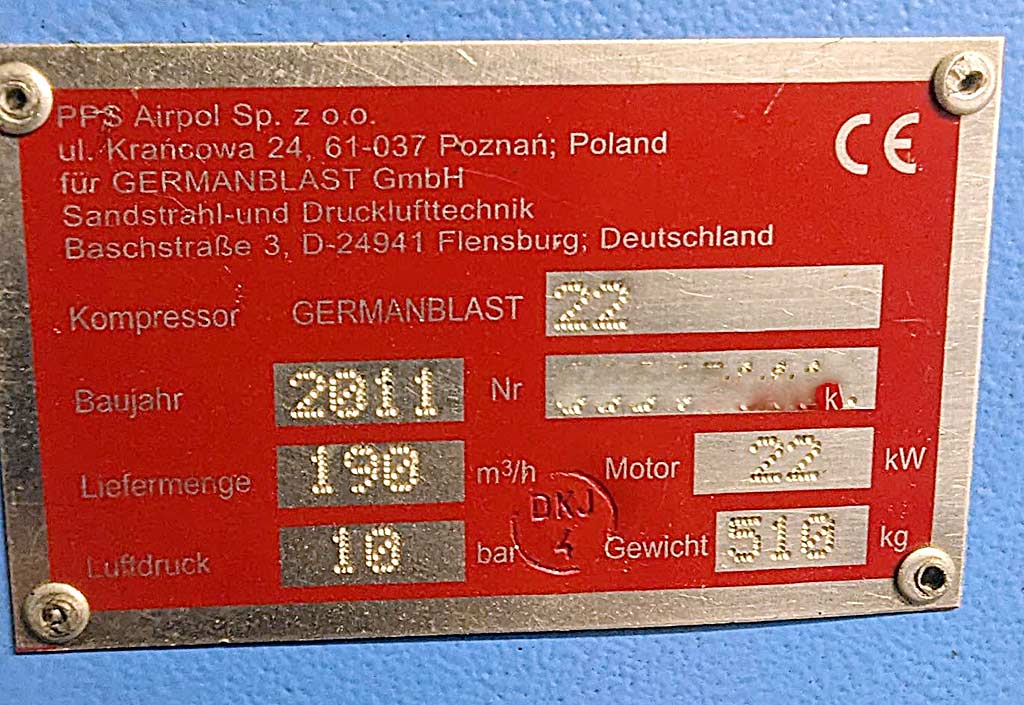 PPS Airpol Sp. z o.o.
ul. Krańcowa 24, 61-037 Poznań; Poland
für GERMANBLAST GmbH
Sandstrahl-und Drucklufttechnik
Baschstraße 3, D-24941 Flensburg; Deutschland
CE
Kompressor GERMANBLAST 22
Baujahr 2011 Nr
Liefermenge 190 m³/h Motor 22 kW
Luftdruck 10 bar DKJ 4 Gewicht 510 kg